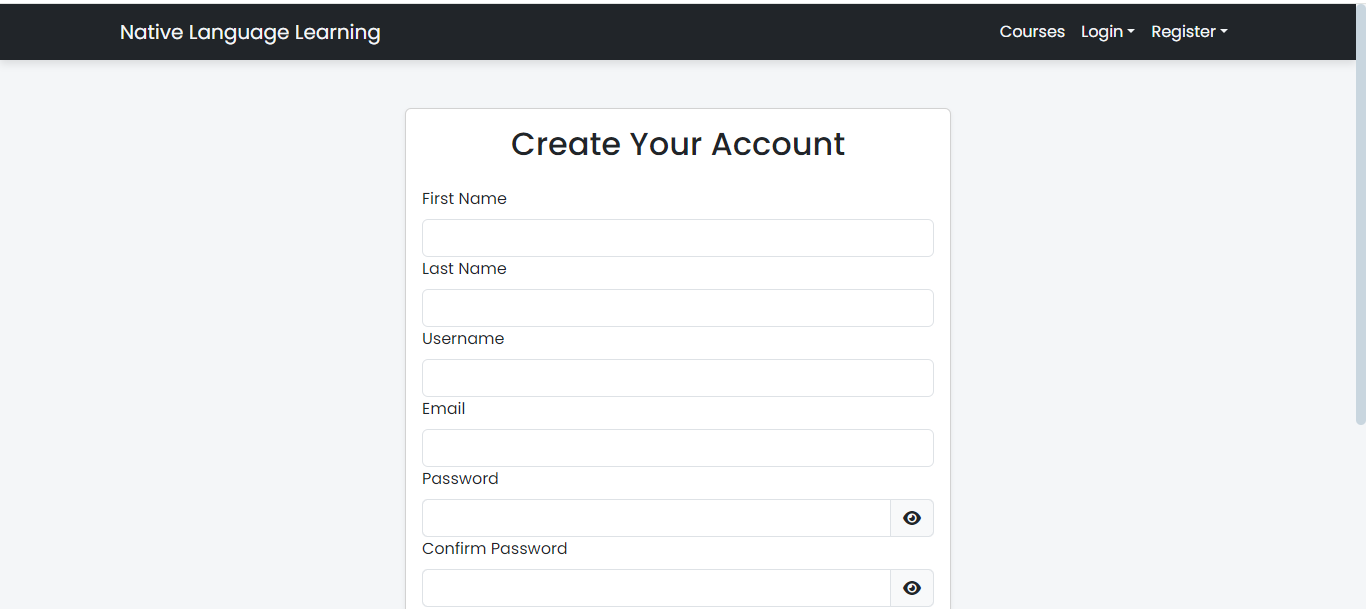 Native Language Learning Courses Login Register
Create Your Account
First Name
Last Name
Username
Email
Password
Confirm Password